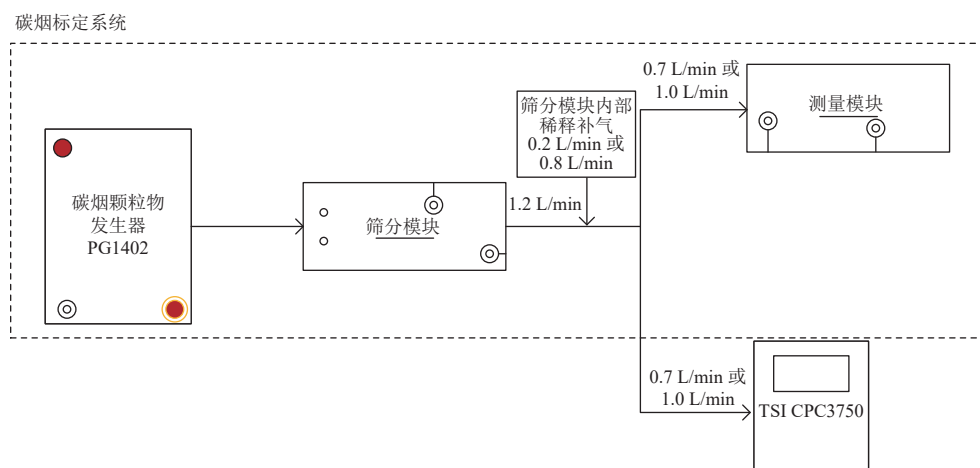 碳烟标定系统
碳烟颗粒物
发生器
PG1402
筛分模块
1.2 L/min
筛分模块内部
稀释补气
0.2 L/min 或
0.8 L/min
0.7 L/min 或
1.0 L/min
测量模块
0.7 L/min 或
1.0 L/min
TSI CPC3750